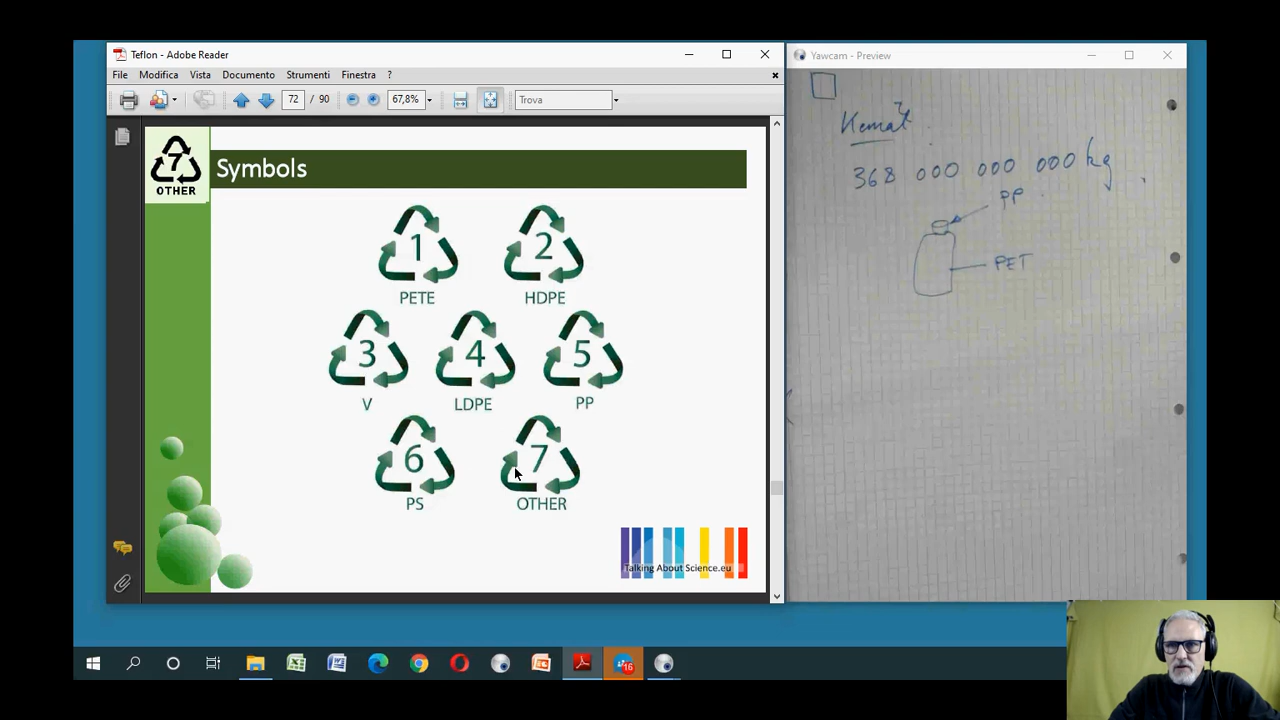 Teflon - Adobe Reader
File Modifica Vista Documento Strumenti Finestra ?
72 / 90 67,8% Trova
7
OTHER
Symbols
1
PETE
2
HDPE
3
V
4
LDPE
5
PP
6
PS
7
OTHER
Talking About Science.eu
Yawcam - Preview
368 000 000 000 kg
PP
PET
16